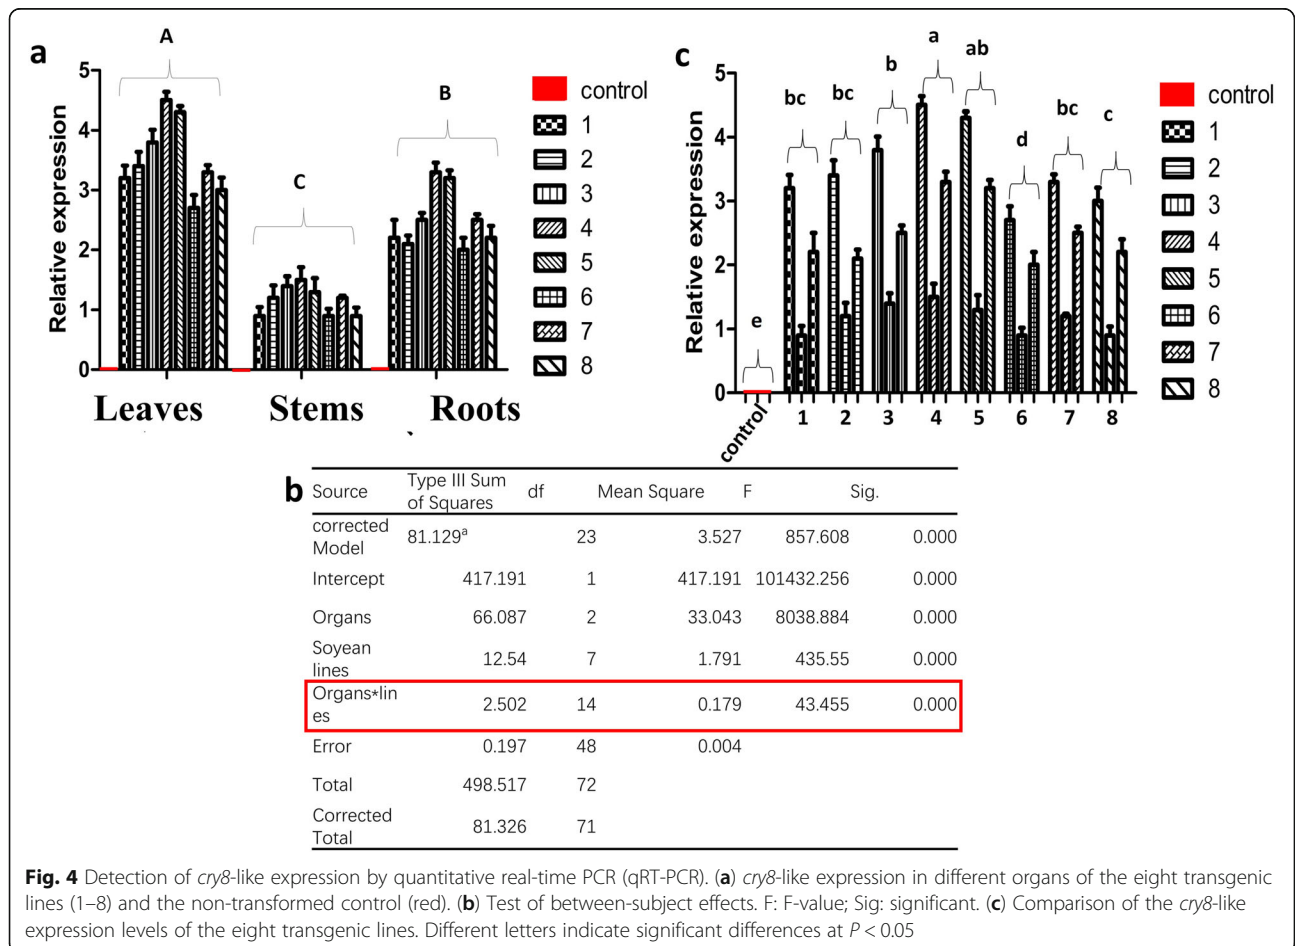 a
A
B
C
5
4
3
2
1
0
Relative expression
Leaves
Stems
Roots
control
1
2
3
4
5
6
7
8
c
e
bc
bc
b
a
ab
d
bc
c
5
4
3
2
1
0
Relative expression
control
1
2
3
4
5
6
7
8
control
1
2
3
4
5
6
7
8
b
Source Type III Sum of Squares df Mean Square F Sig.
corrected Model 81.129a 23 3.527 857.608 0.000
Intercept 417.191 1 417.191 101432.256 0.000
Organs 66.087 2 33.043 8038.884 0.000
Soyean lines 12.54 7 1.791 435.55 0.000
Organs*lin es 2.502 14 0.179 43.455 0.000
Error 0.197 48 0.004
Total 498.517 72
Corrected Total 81.326 71
Fig. 4 Detection of cry8-like expression by quantitative real-time PCR (qRT-PCR). (a) cry8-like expression in different organs of the eight transgenic
lines (1–8) and the non-transformed control (red). (b) Test of between-subject effects. F: F-value; Sig: significant. (c) Comparison of the cry8-like
expression levels of the eight transgenic lines. Different letters indicate significant differences at P < 0.05